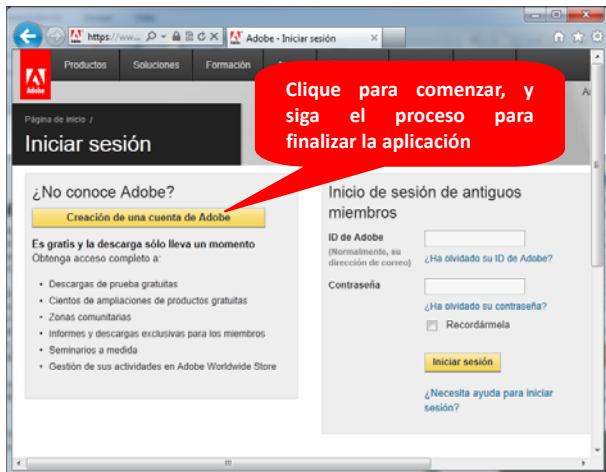 https://ww...
Adobe - Iniciar sesión
Productos
Soluciones
Formación
Adobe
Clique para comenzar, y
siga el proceso para
finalizar la aplicación
Página de inicio /
Iniciar sesión
¿No conoce Adobe?
Creación de una cuenta de Adobe
Es gratis y la descarga sólo lleva un momento
Obtenga acceso completo a:
• Descargas de prueba gratuitas
• Cientos de ampliaciones de productos gratuitas
• Zonas comunitarias
• Informes y descargas exclusivas para los miembros
• Seminarios a medida
• Gestión de sus actividades en Adobe Worldwide Store
Inicio de sesión de antiguos
miembros
ID de Adobe
(Normalmente, su
dirección de correo)
¿Ha olvidado su ID de Adobe?
Contraseña
¿Ha olvidado su contraseña?
Recordármela
Iniciar sesión
¿Necesita ayuda para iniciar
sesión?